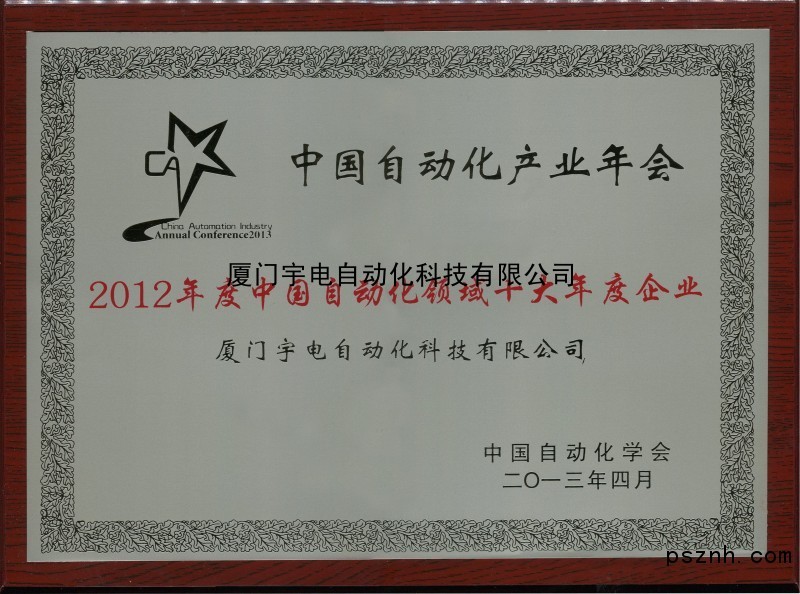 中国自动化产业年会
China Automation Industry
Annual Conference2013
厦门宇电自动化科技有限公司
2012年度中国自动化领域十大年度企业
厦门宇电自动化科技有限公司
中国自动化学会
二〇一三年四月
psznh.com